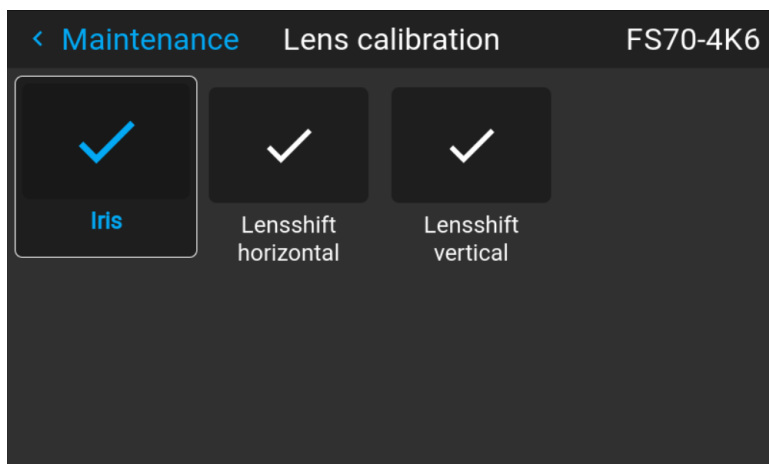 Maintenance Lens calibration FS70-4K6
Iris
Lensshift
horizontal
Lensshift
vertical